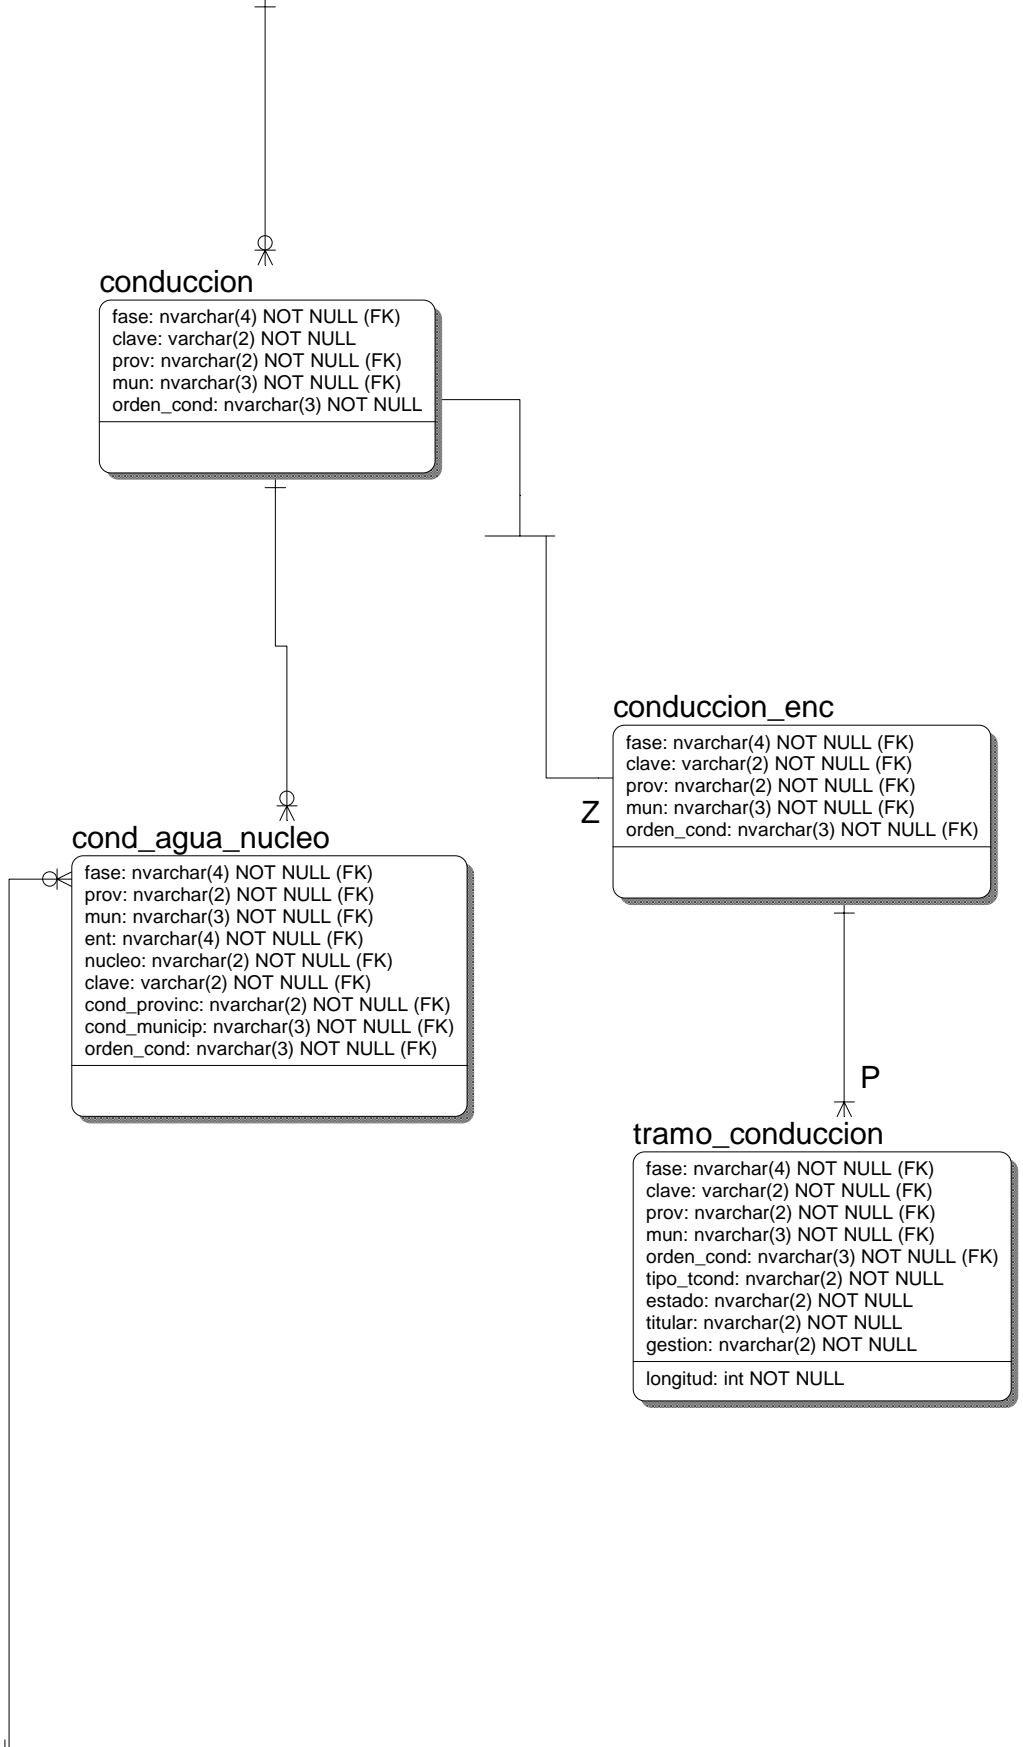 conduccion
fase: nvarchar(4) NOT NULL (FK)
clave: varchar(2) NOT NULL
prov: nvarchar(2) NOT NULL (FK)
mun: nvarchar(3) NOT NULL (FK)
orden_cond: nvarchar(3) NOT NULL
conduccion_enc
fase: nvarchar(4) NOT NULL (FK)
clave: varchar(2) NOT NULL (FK)
prov: nvarchar(2) NOT NULL (FK)
mun: nvarchar(3) NOT NULL (FK)
orden_cond: nvarchar(3) NOT NULL (FK)
Z
cond_agua_nucleo
fase: nvarchar(4) NOT NULL (FK)
prov: nvarchar(2) NOT NULL (FK)
mun: nvarchar(3) NOT NULL (FK)
ent: nvarchar(4) NOT NULL (FK)
nucleo: nvarchar(2) NOT NULL (FK)
clave: varchar(2) NOT NULL (FK)
cond_provinc: nvarchar(2) NOT NULL (FK)
cond_municip: nvarchar(3) NOT NULL (FK)
orden_cond: nvarchar(3) NOT NULL (FK)
P
tramo_conduccion
fase: nvarchar(4) NOT NULL (FK)
clave: varchar(2) NOT NULL (FK)
prov: nvarchar(2) NOT NULL (FK)
mun: nvarchar(3) NOT NULL (FK)
orden_cond: nvarchar(3) NOT NULL (FK)
tipo_tcond: nvarchar(2) NOT NULL
estado: nvarchar(2) NOT NULL
titular: nvarchar(2) NOT NULL
gestion: nvarchar(2) NOT NULL
longitud: int NOT NULL